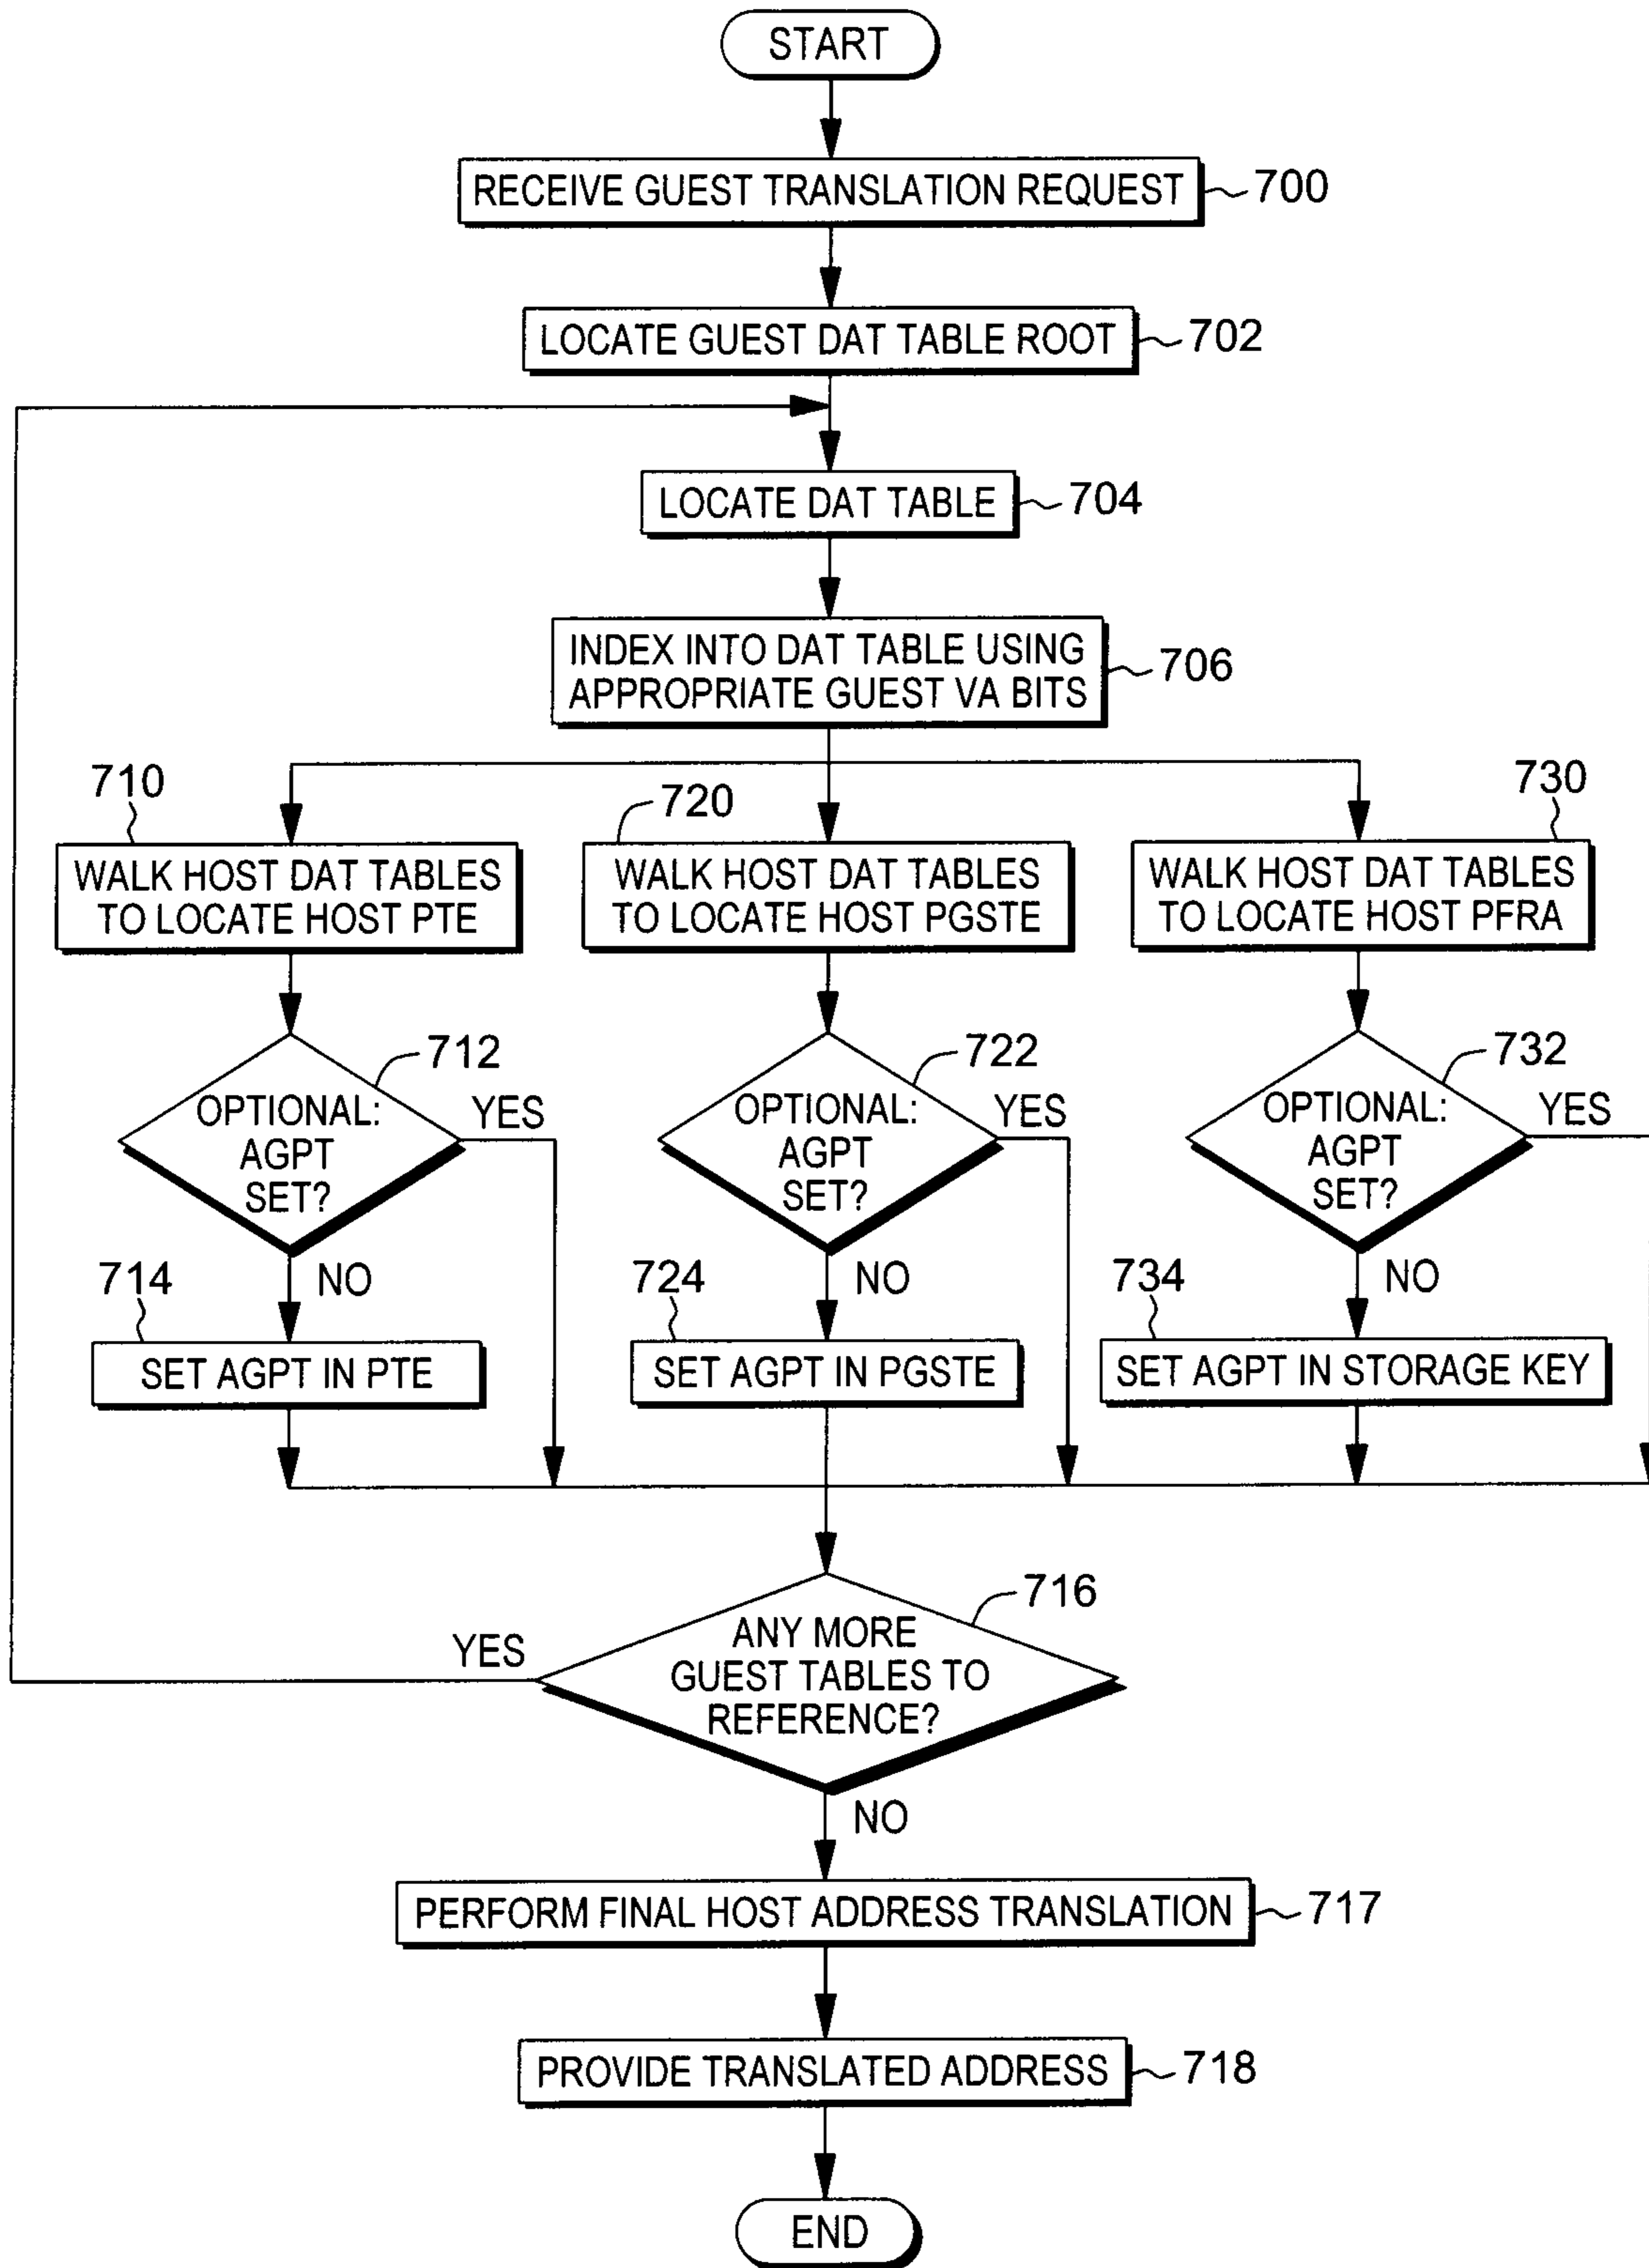 START
RECEIVE GUEST TRANSLATION REQUEST
700
LOCATE GUEST DAT TABLE ROOT
702
LOCATE DAT TABLE
704
INDEX INTO DAT TABLE USING
APPROPRIATE GUEST VA BITS
706
710
WALK HOST DAT TABLES
TO LOCATE HOST PTE
720
WALK HOST DAT TABLES
TO LOCATE HOST PGSTE
730
WALK HOST DAT TABLES
TO LOCATE HOST PFRA
712
OPTIONAL:
AGPT
SET?
YES
NO
722
OPTIONAL:
AGPT
SET?
YES
NO
732
OPTIONAL:
AGPT
SET?
YES
NO
714
SET AGPT IN PTE
724
SET AGPT IN PGSTE
734
SET AGPT IN STORAGE KEY
716
ANY MORE
GUEST TABLES TO
REFERENCE?
YES
NO
PERFORM FINAL HOST ADDRESS TRANSLATION
717
PROVIDE TRANSLATED ADDRESS
718
END